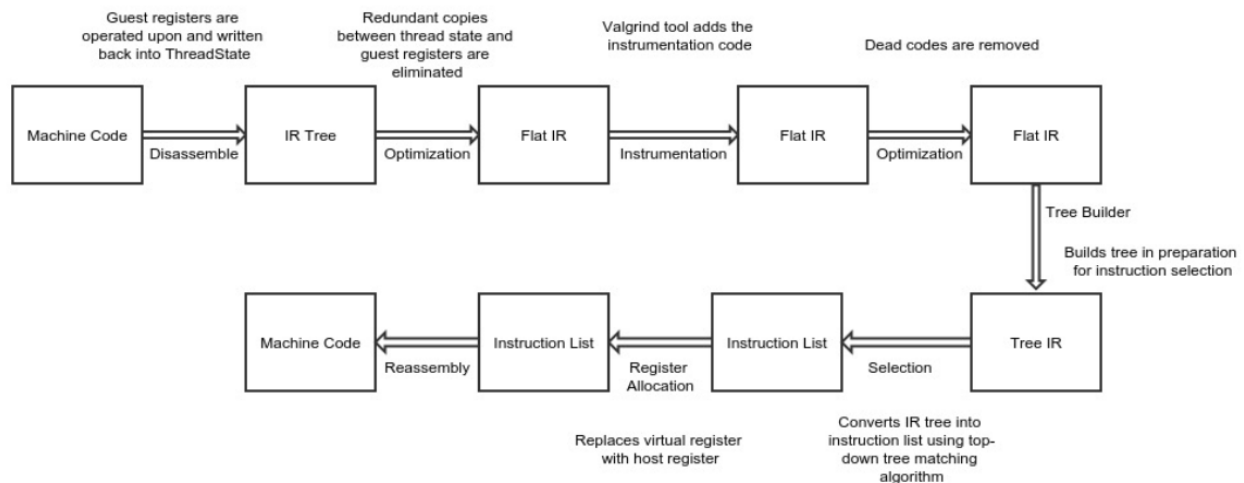 Guest registers are
operated upon and written
back into ThreadState
Redundant copies
between thread state and
guest registers are
eliminated
Valgrind tool adds the
instrumentation code
Dead codes are removed
Machine Code
Disassemble
IR Tree
Optimization
Flat IR
Instrumentation
Flat IR
Optimization
Flat IR
Tree Builder
Builds tree in preparation
for instruction selection
Machine Code
Reassembly
Instruction List
Register
Allocation
Instruction List
Selection
Tree IR
Replaces virtual register
with host register
Converts IR tree into
instruction list using top-
down tree matching
algorithm